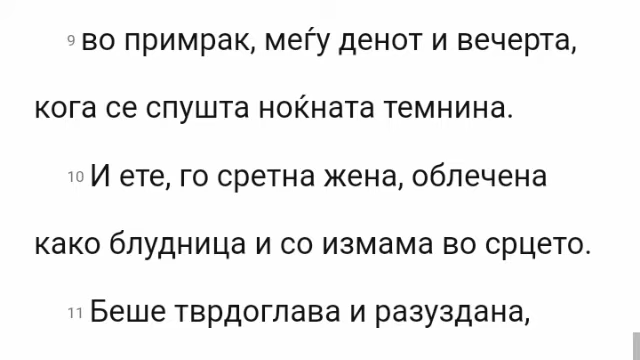 9 во примрак, меѓу денот и вечерта,
кога се спушта ноќната темнина.
10 И ете, го сретна жена, облечена
како блудница и со измама во срцето.
11 Беше тврдоглава и разуздана,